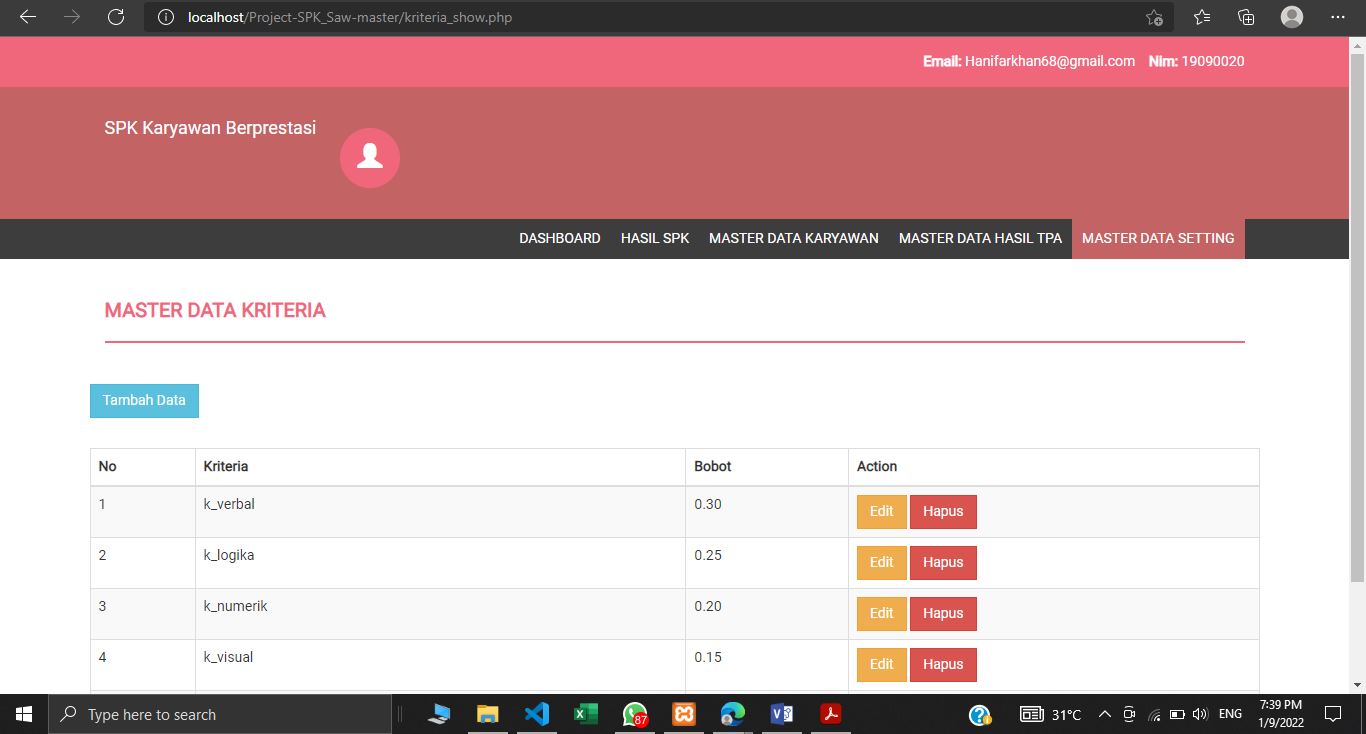 localhost/Project-SPK_Saw-master/kriteria_show.php
Email: Hanifarkhan68@gmail.com Nim: 19090020
SPK Karyawan Berprestasi
DASHBOARD HASIL SPK MASTER DATA KARYAWAN MASTER DATA HASIL TPA MASTER DATA SETTING
MASTER DATA KRITERIA
Tambah Data
No Kriteria Bobot Action
1 k_verbal 0.30 Edit Hapus
2 k_logika 0.25 Edit Hapus
3 k_numerik 0.20 Edit Hapus
4 k_visual 0.15 Edit Hapus
Type here to search 87 31°C ENG 7:39 PM
1/9/2022